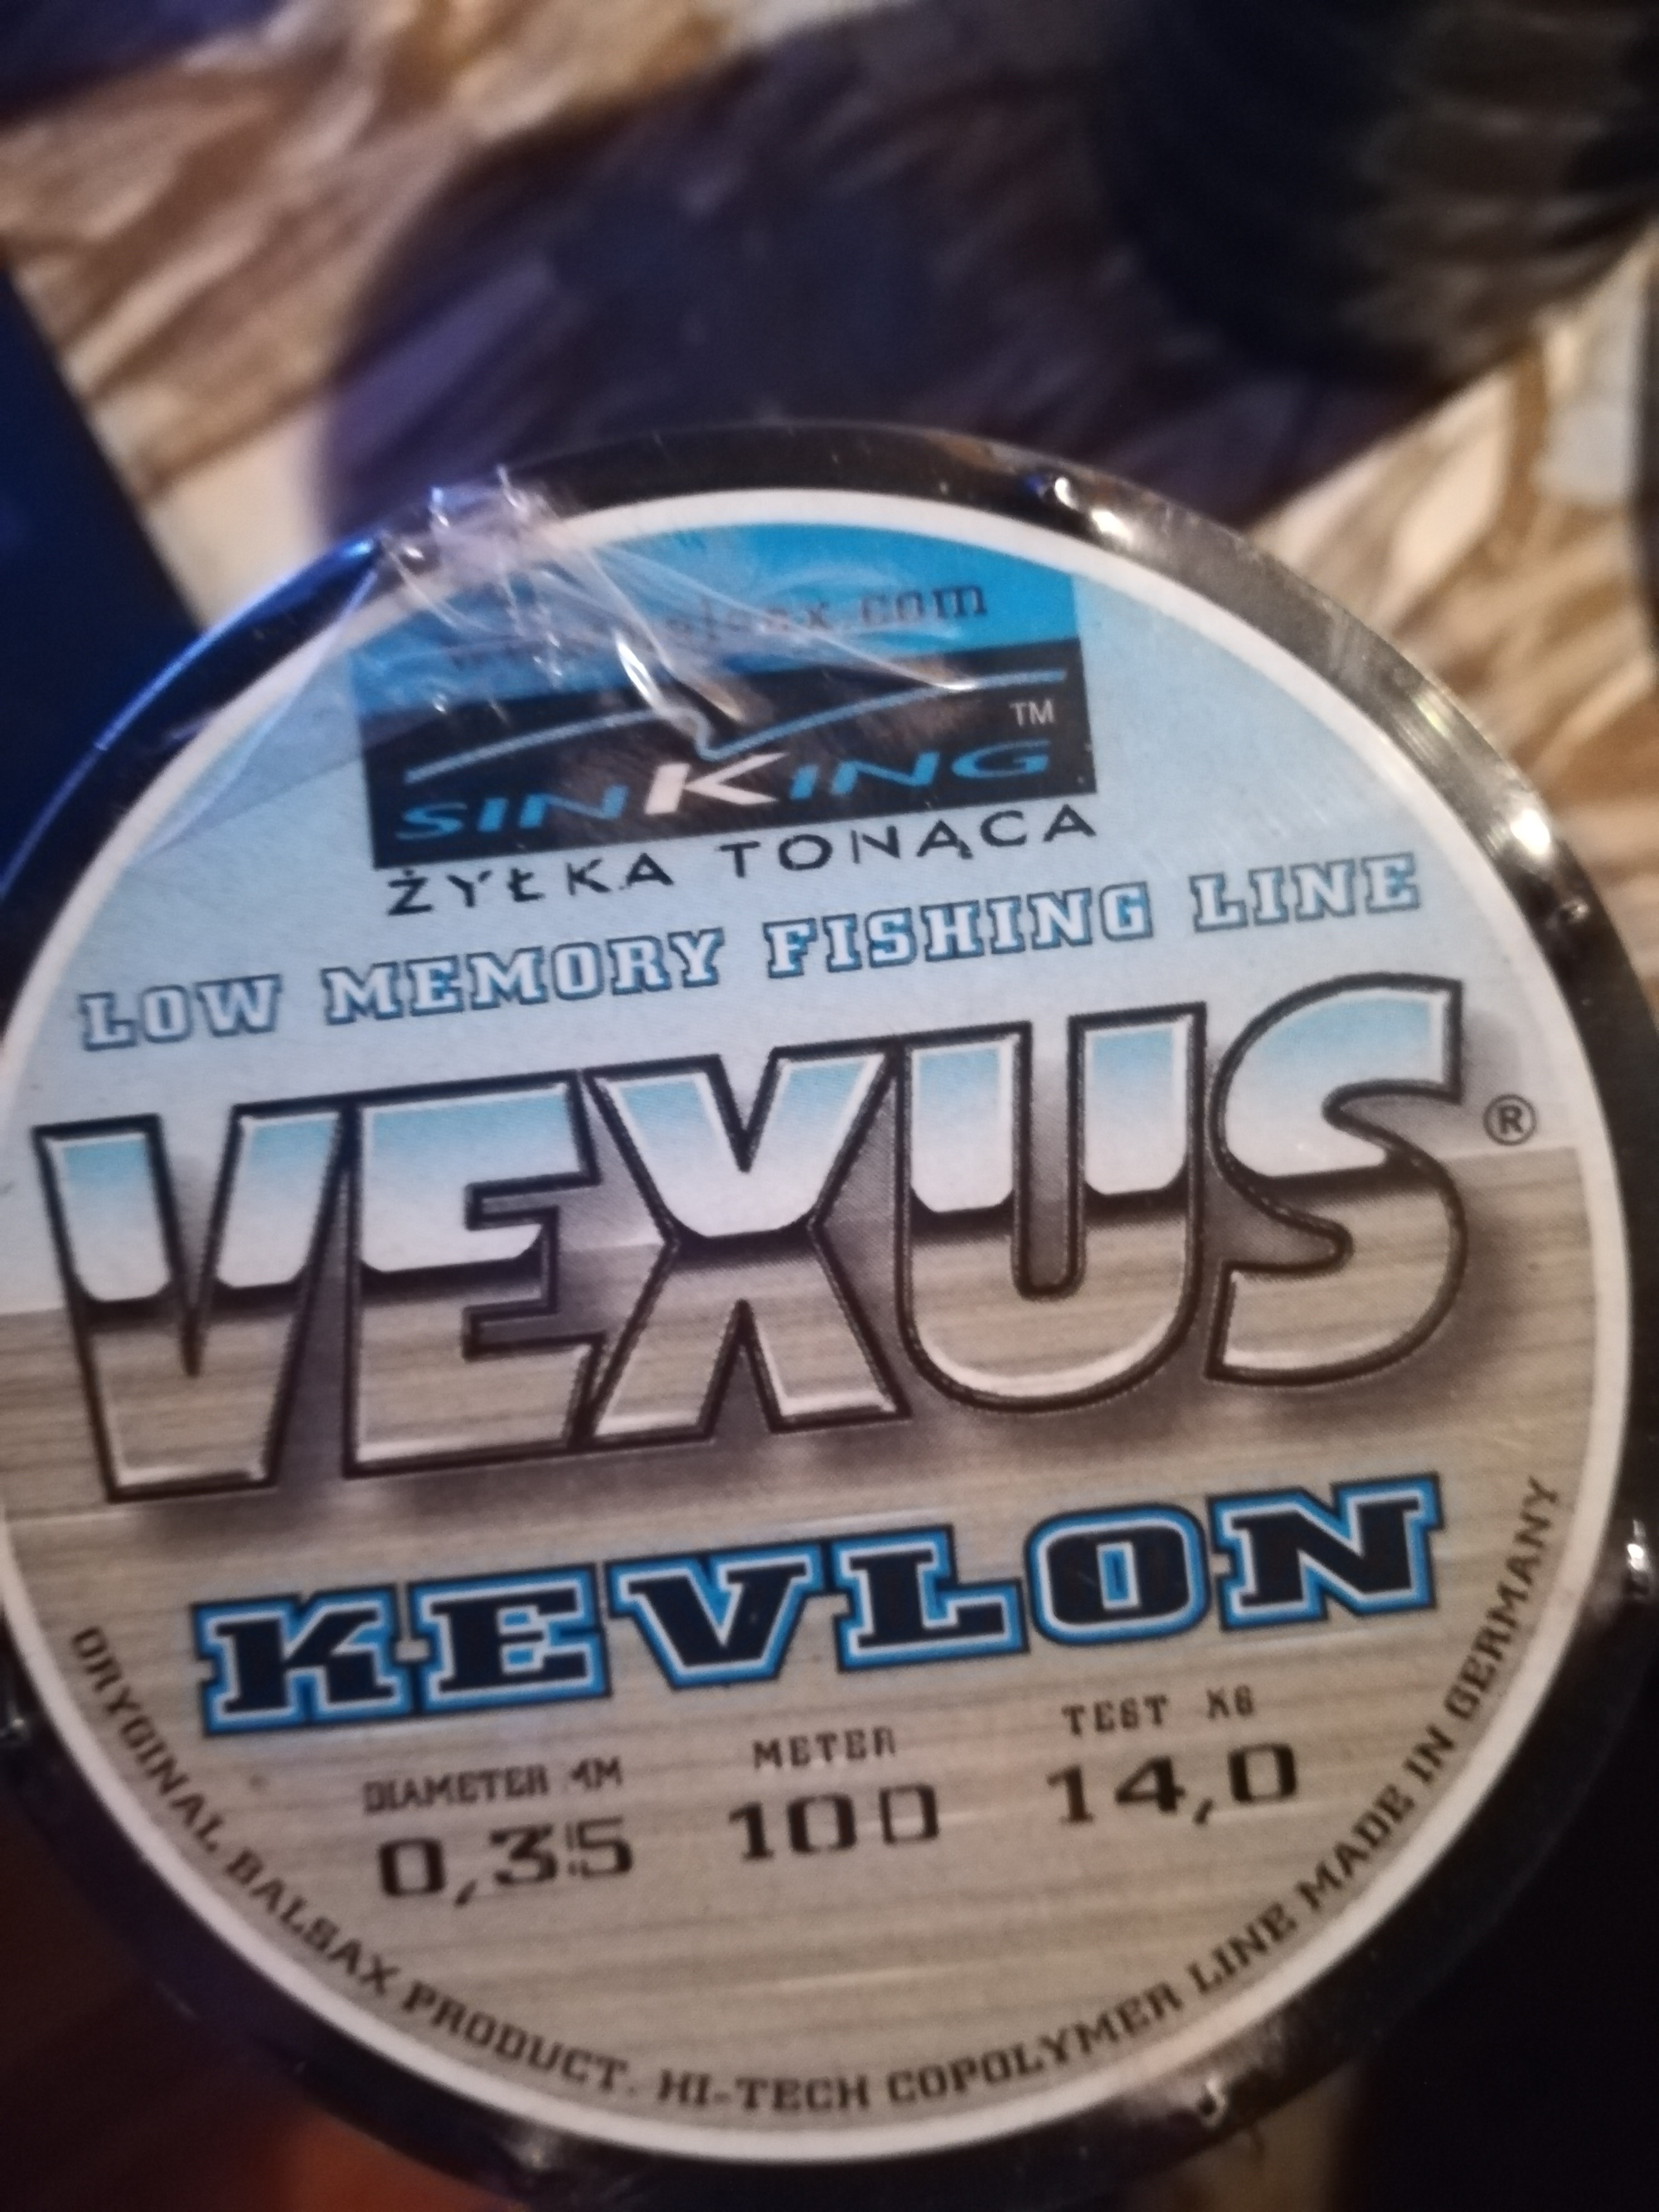 SINKING
TM
ŻYŁKA TONĄCA
LOW MEMORY FISHING LINE
VEXUS®
KEVLON
DIAMETER MM METER TEST KG
0,35 100 14,0
ORYGINAL BALSAX PRODUCT. HI-TECH COPOLYMER LINE MADE IN GERMANY